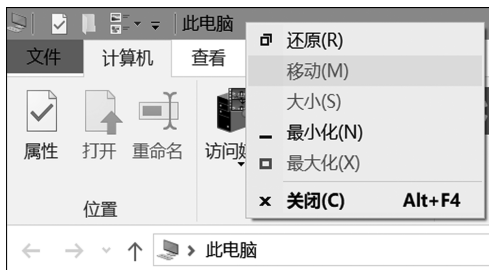 此电脑
还原(R)
移动(M)
大小(S)
最小化(N)
最大化(X)
关闭(C) Alt+F4
文件 计算机 查看
属性 打开 重命名 访问
位置
此电脑